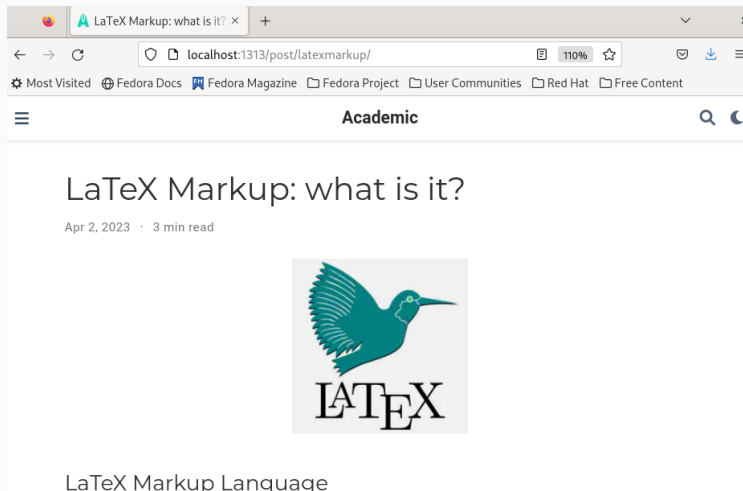 LaTeX Markup: what is it?
localhost:1313/post/latexmarkup/
110%
Most Visited Fedora Docs Fedora Magazine Fedora Project User Communities Red Hat Free Content
Academic
LaTeX Markup: what is it?
Apr 2, 2023 · 3 min read
LATEX
LaTeX Markup Language